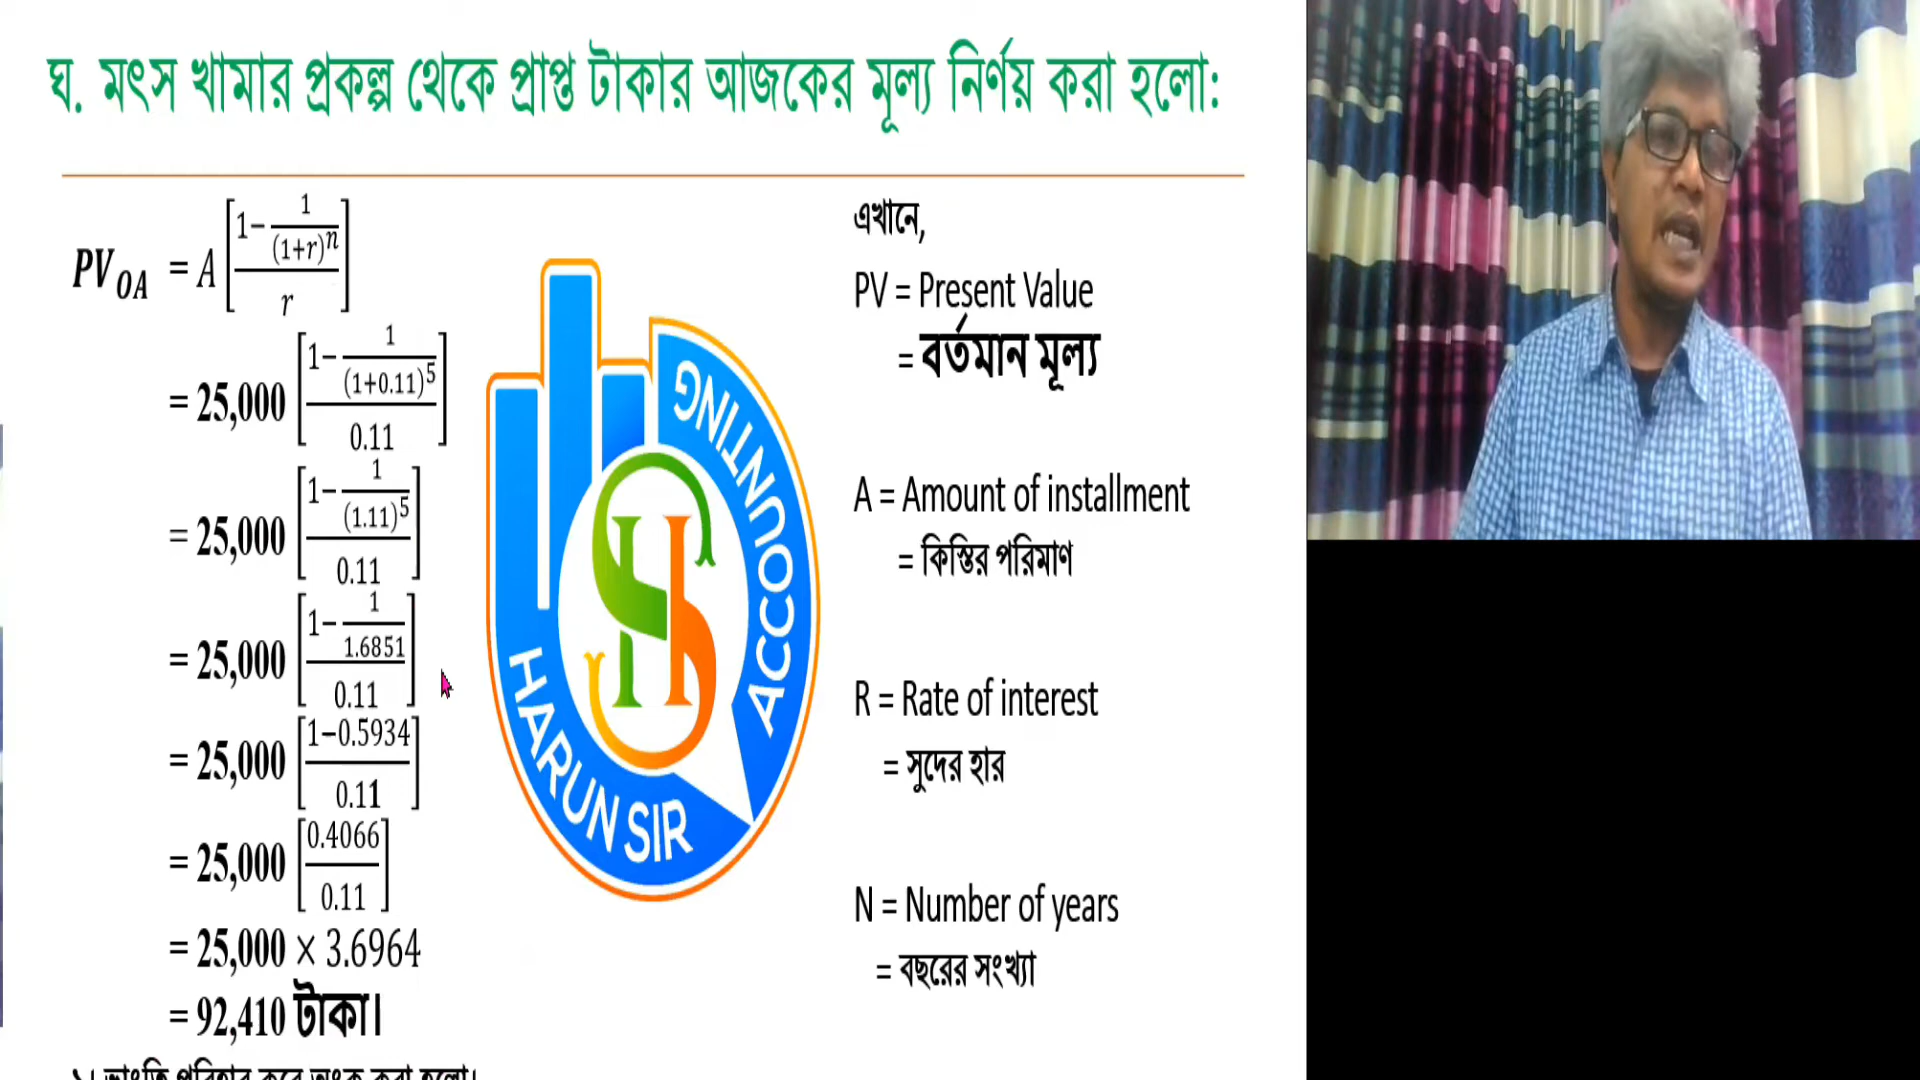 ঘ. মৎস খামার প্রকল্প থেকে প্রাপ্ত টাকার আজকের মূল্য নির্ণয় করা হলো:
PV_OA = A [ (1 − 1/(1+r)^n) / r ]
= 25,000 [ (1 − 1/(1+0.11)^5) / 0.11 ]
= 25,000 [ (1 − 1/(1.11)^5) / 0.11 ]
= 25,000 [ (1 − 1/1.6851) / 0.11 ]
= 25,000 [ (1−0.5934) / 0.11 ]
= 25,000 [ 0.4066 / 0.11 ]
= 25,000 × 3.6964
= 92,410 টাকা।
ACCOUNTING
HARUN SIR
এখানে,
PV = Present Value
= বর্তমান মূল্য
A = Amount of installment
= কিস্তির পরিমাণ
R = Rate of interest
= সুদের হার
N = Number of years
= বছরের সংখ্যা